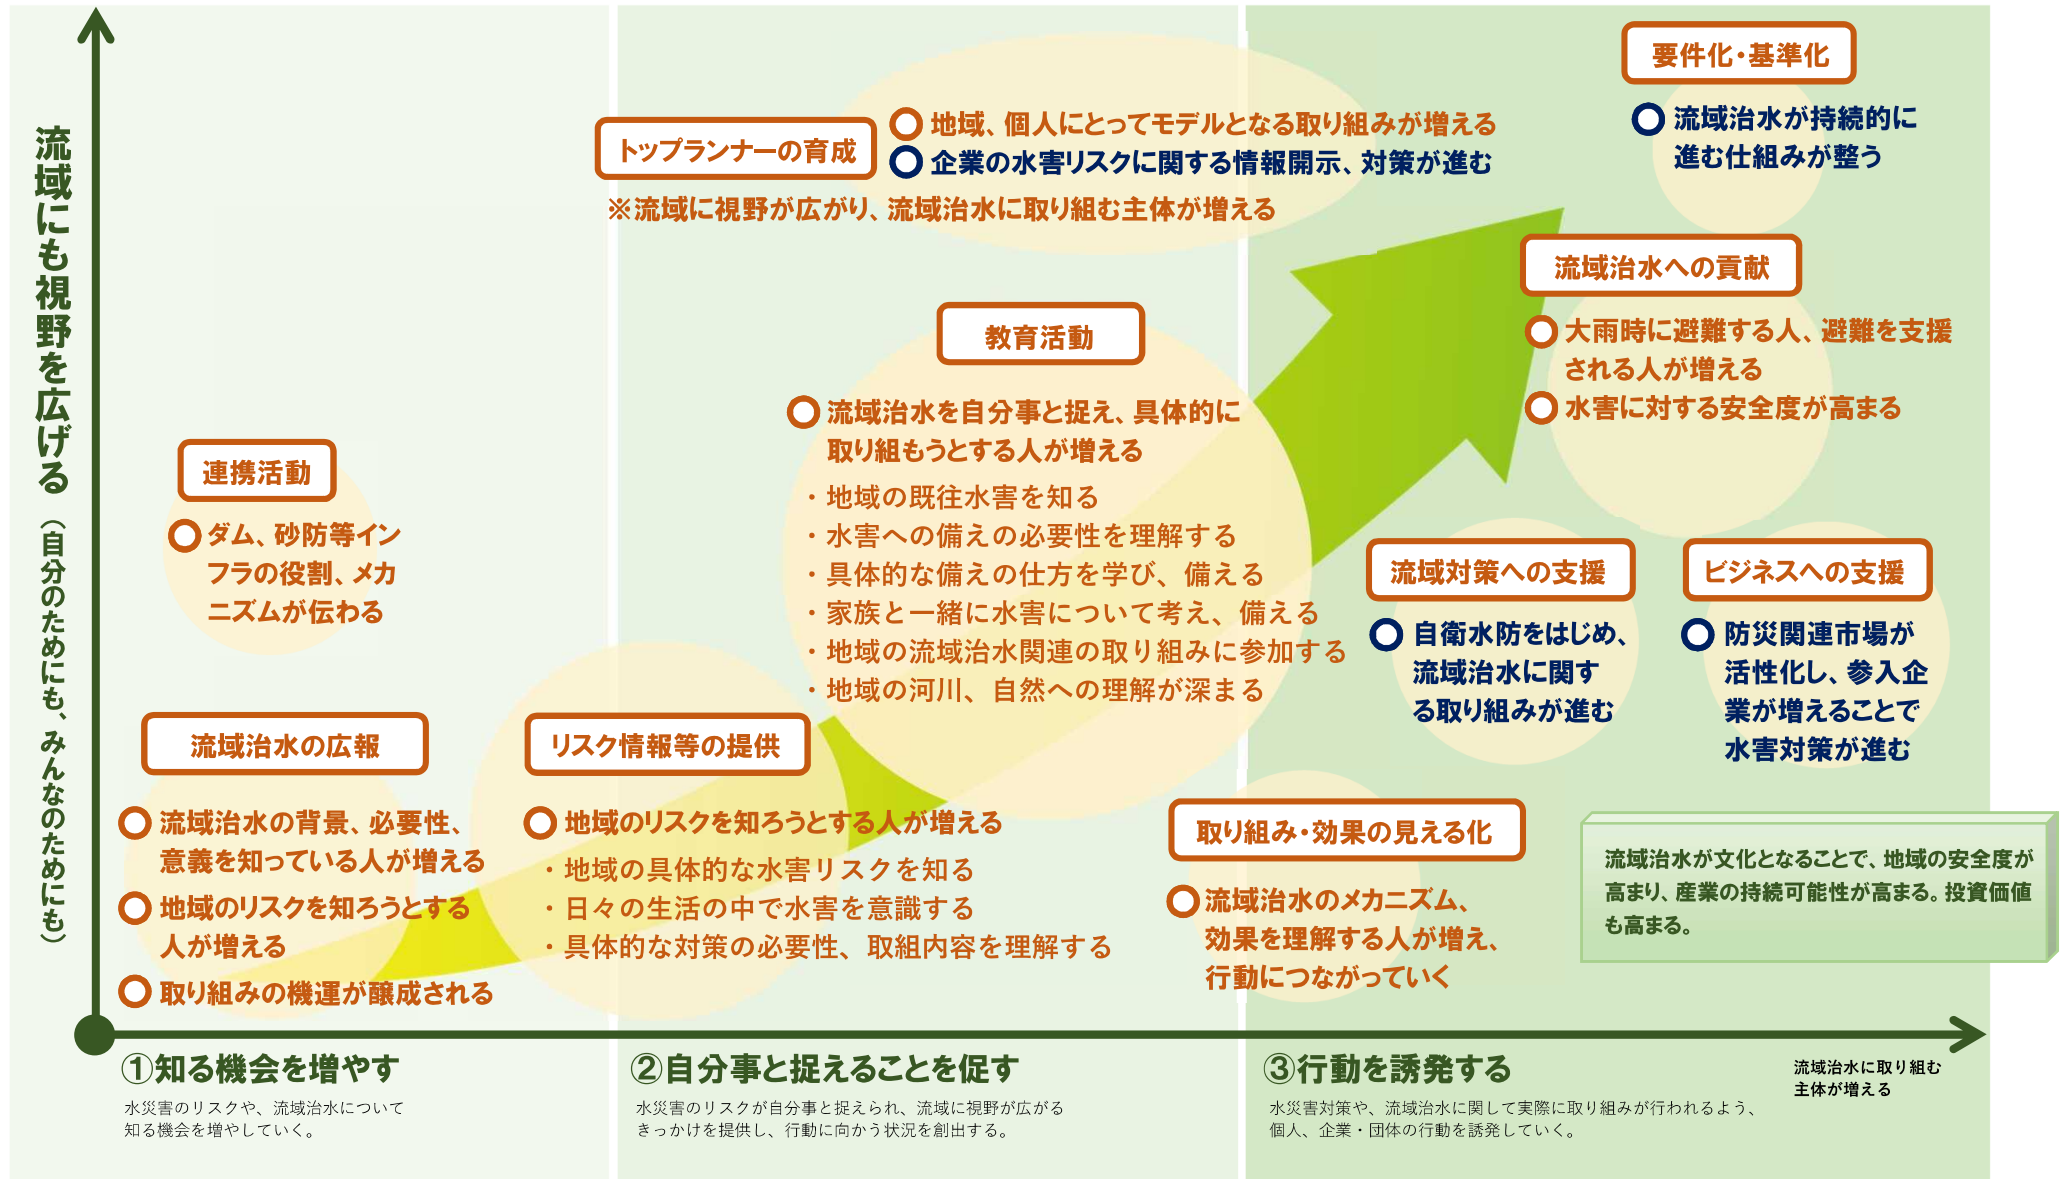 流域にも視野を広げる（自分のためにも、みんなのためにも）
要件化・基準化
流域治水が持続的に
進む仕組みが整う
トップランナーの育成
地域、個人にとってモデルとなる取り組みが増える
企業の水害リスクに関する情報開示、対策が進む
※流域に視野が広がり、流域治水に取り組む主体が増える
流域治水への貢献
大雨時に避難する人、避難を支援
される人が増える
水害に対する安全度が高まる
教育活動
流域治水を自分事と捉え、具体的に
取り組もうとする人が増える
・地域の既往水害を知る
・水害への備えの必要性を理解する
・具体的な備えの仕方を学び、備える
・家族と一緒に水害について考え、備える
・地域の流域治水関連の取り組みに参加する
・地域の河川、自然への理解が深まる
連携活動
ダム、砂防等イン
フラの役割、メカ
ニズムが伝わる
流域対策への支援
自衛水防をはじめ、
流域治水に関す
る取り組みが進む
ビジネスへの支援
防災関連市場が
活性化し、参入企
業が増えることで
水害対策が進む
流域治水の広報
流域治水の背景、必要性、
意義を知っている人が増える
地域のリスクを知ろうとする
人が増える
取り組みの機運が醸成される
リスク情報等の提供
地域のリスクを知ろうとする人が増える
・地域の具体的な水害リスクを知る
・日々の生活の中で水害を意識する
・具体的な対策の必要性、取組内容を理解する
取り組み・効果の見える化
流域治水のメカニズム、
効果を理解する人が増え、
行動につながっていく
流域治水が文化となることで、地域の安全度が
高まり、産業の持続可能性が高まる。投資価値
も高まる。
①知る機会を増やす
水災害のリスクや、流域治水について
知る機会を増やしていく。
②自分事と捉えることを促す
水災害のリスクが自分事と捉えられ、流域に視野が広がる
きっかけを提供し、行動に向かう状況を創出する。
③行動を誘発する
水災害対策や、流域治水に関して実際に取り組みが行われるよう、
個人、企業・団体の行動を誘発していく。
流域治水に取り組む
主体が増える